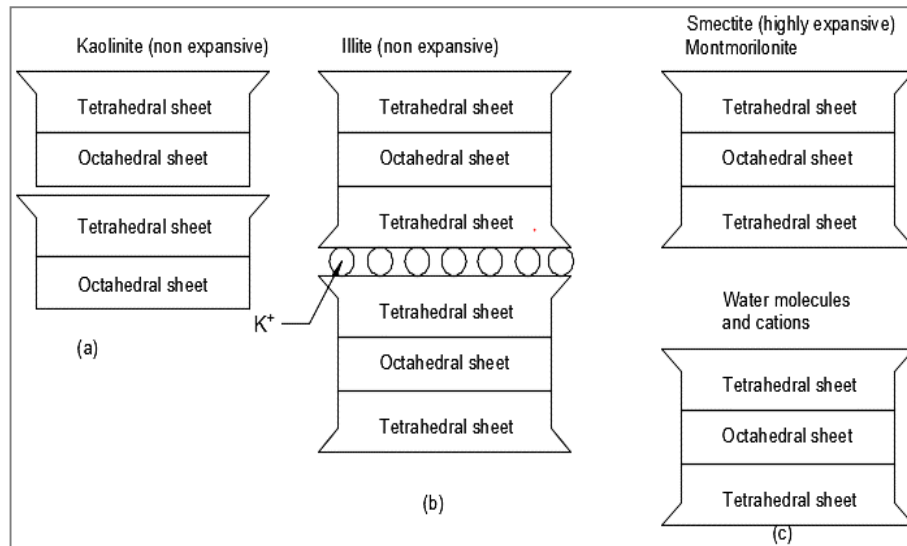 Kaolinite (non expansive)
Tetrahedral sheet
Octahedral sheet
Tetrahedral sheet
Octahedral sheet
(a)
Illite (non expansive)
Tetrahedral sheet
Octahedral sheet
Tetrahedral sheet
K+
Tetrahedral sheet
Octahedral sheet
Tetrahedral sheet
(b)
Smectite (highly expansive)
Montmorilonite
Tetrahedral sheet
Octahedral sheet
Tetrahedral sheet
Water molecules
and cations
Tetrahedral sheet
Octahedral sheet
Tetrahedral sheet
(c)